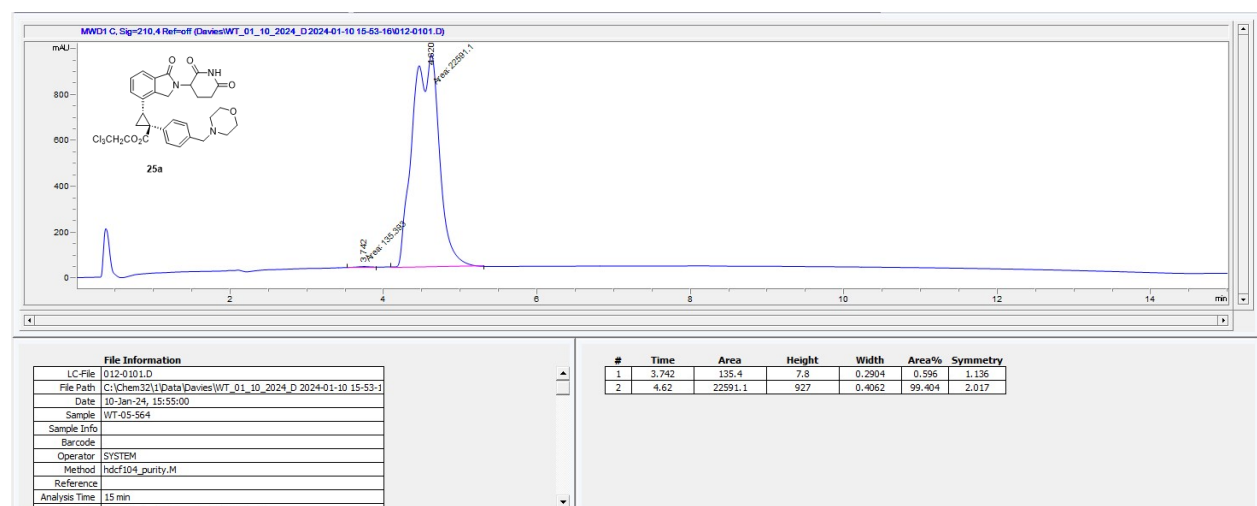 MWD1 C, Sig=210,4 Ref=off (Davies\WT_01_10_2024_D 2024-01-10 15-53-16\012-0101.D)
mAU
800
600
400
200
0
O
O
NH
N
O
O
N
Cl₃CH₂CO₂C
25a
3.742
Area: 135.393
4.620
Area: 22591.1
2
4
6
8
10
12
14
min
File Information
LC-File 012-0101.D
File Path C:\Chem32\1\Data\Davies\WT_01_10_2024_D 2024-01-10 15-53-1
Date 10-Jan-24, 15:55:00
Sample WT-05-564
Sample Info
Barcode
Operator SYSTEM
Method hdcf104_purity.M
Reference
Analysis Time 15 min
# Time Area Height Width Area% Symmetry
1 3.742 135.4 7.8 0.2904 0.596 1.136
2 4.62 22591.1 927 0.4062 99.404 2.017